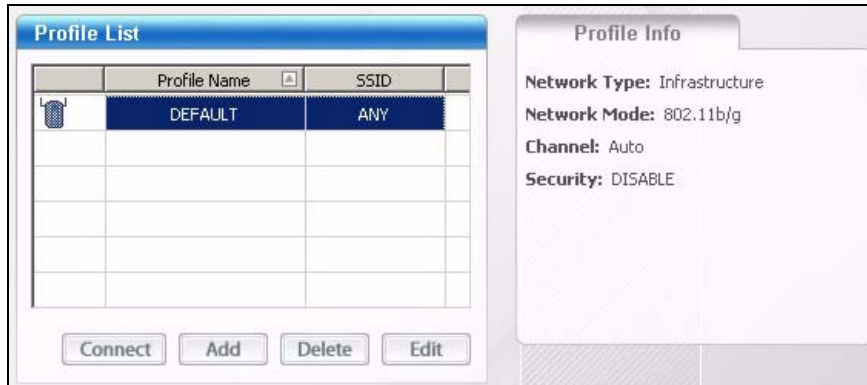 Profile List
Profile Name SSID
DEFAULT ANY
Connect Add Delete Edit
Profile Info
Network Type: Infrastructure
Network Mode: 802.11b/g
Channel: Auto
Security: DISABLE